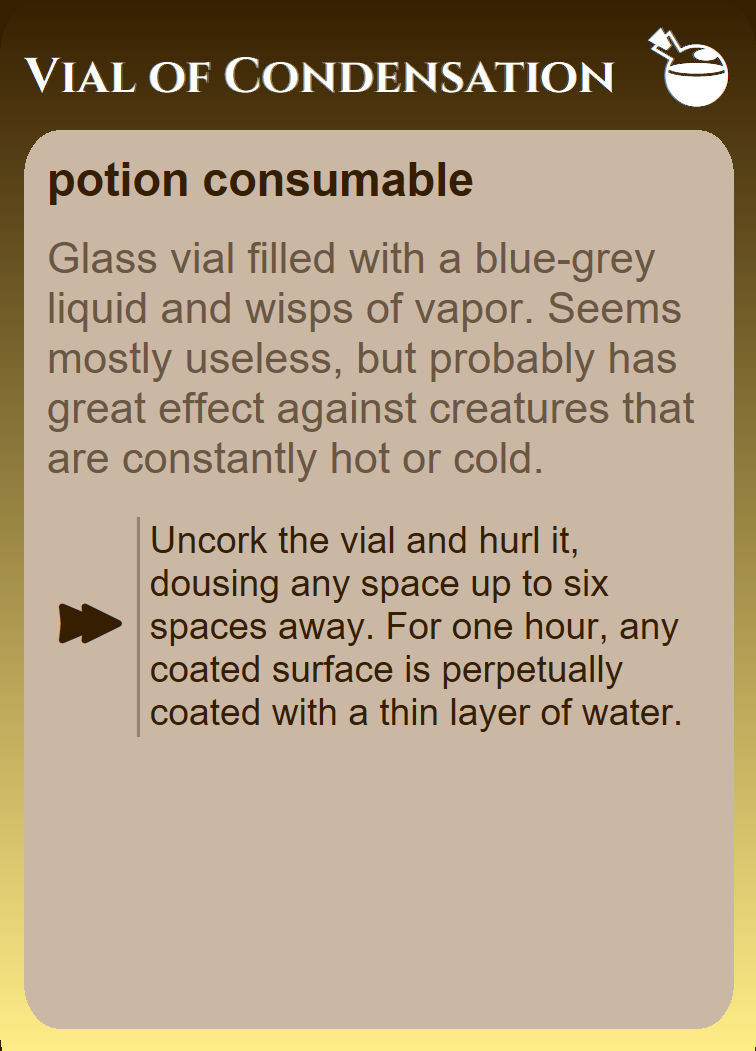 Vial of Condensation
potion consumable
Glass vial filled with a blue-grey
liquid and wisps of vapor. Seems
mostly useless, but probably has
great effect against creatures that
are constantly hot or cold.
Uncork the vial and hurl it,
dousing any space up to six
spaces away. For one hour, any
coated surface is perpetually
coated with a thin layer of water.